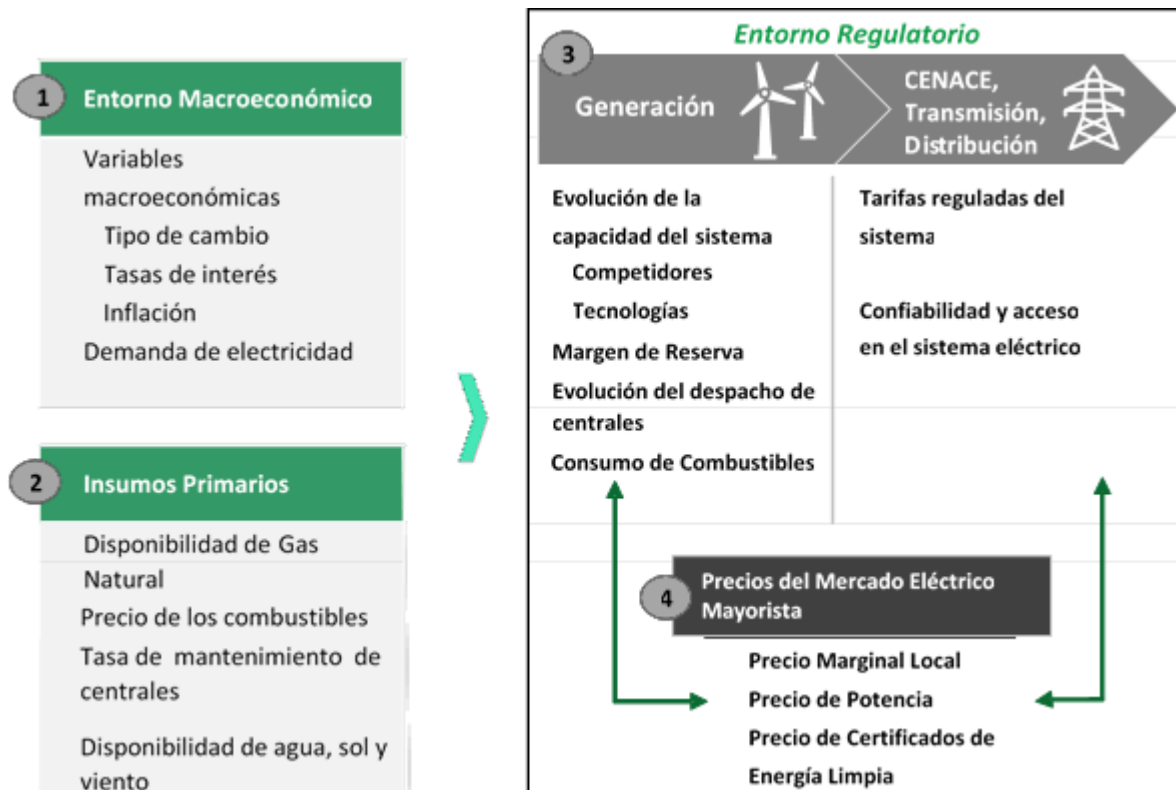 1
Entorno Macroeconómico
Variables
macroeconómicas
Tipo de cambio
Tasas de interés
Inflación
Demanda de electricidad
2
Insumos Primarios
Disponibilidad de Gas
Natural
Precio de los combustibles
Tasa de mantenimiento de
centrales
Disponibilidad de agua, sol y
viento
Entorno Regulatorio
3
Generación
CENACE,
Transmisión,
Distribución
Evolución de la
capacidad del sistema
Competidores
Tecnologías
Margen de Reserva
Evolución del despacho de
centrales
Consumo de Combustibles
Tarifas reguladas del
sistema
Confiabilidad y acceso
en el sistema eléctrico
4
Precios del Mercado Eléctrico
Mayorista
Precio Marginal Local
Precio de Potencia
Precio de Certificados de
Energía Limpia